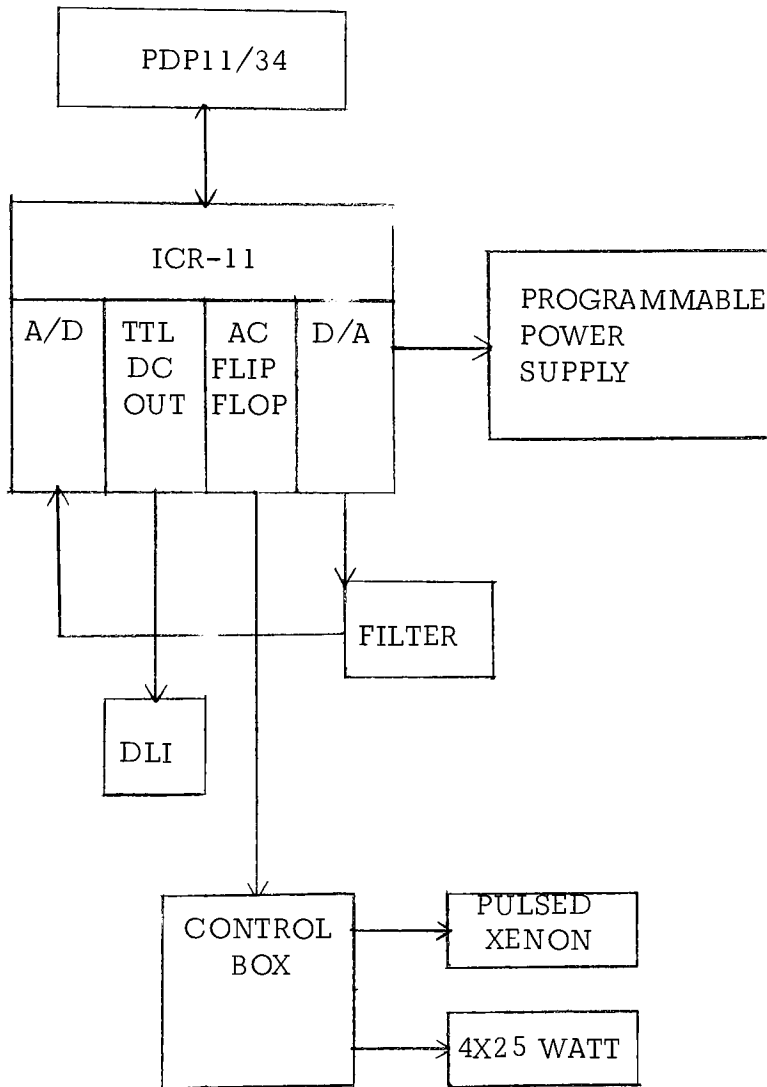 PDP11/34
ICR-11
A/D
TTL
DC
OUT
AC
FLIP
FLOP
D/A
PROGRAMMABLE
POWER
SUPPLY
FILTER
DLI
CONTROL
BOX
PULSED
XENON
4X25 WATT